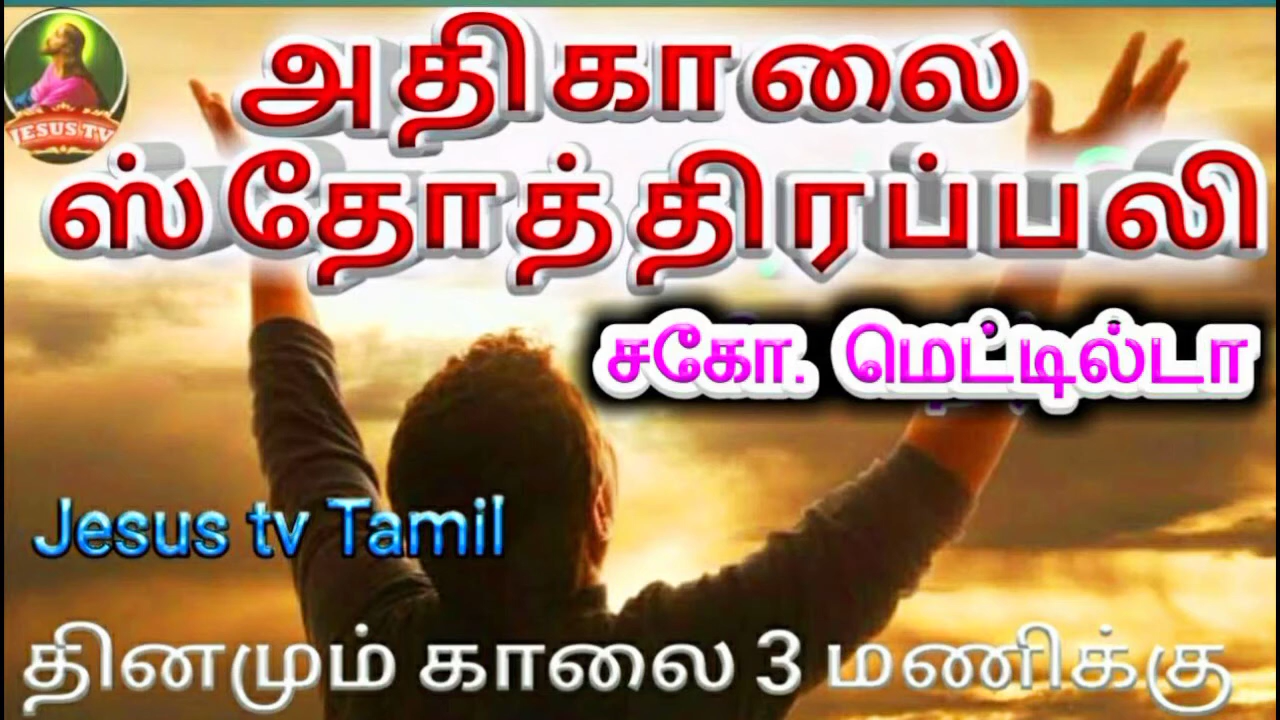 JESUS TV
அதிகாலை
ஸ்தோத்திரப்பலி
சகோ. மெட்டில்டா
Jesus tv Tamil
தினமும் காலை 3 மணிக்கு